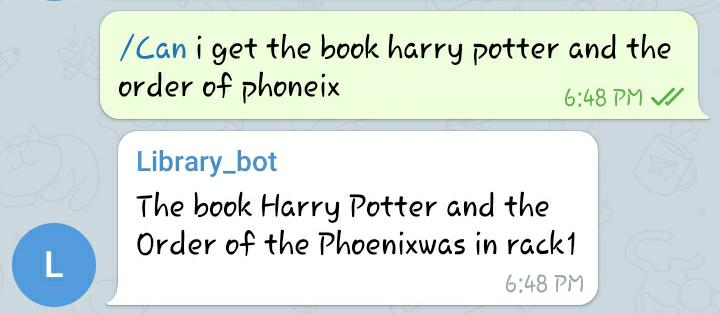 /Can i get the book harry potter and the
order of phoneix
6:48 PM
Library_bot
The book Harry Potter and the
Order of the Phoenixwas in rack1
6:48 PM
L